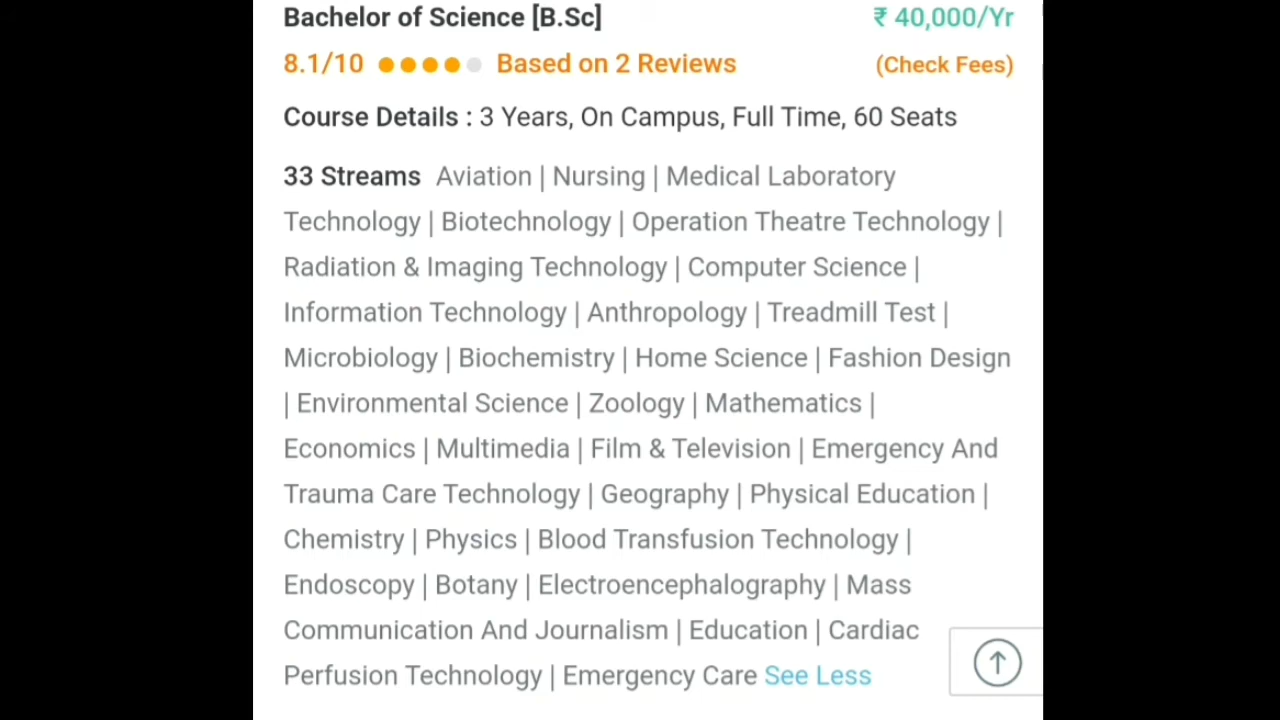 Bachelor of Science [B.Sc] ₹ 40,000/Yr
8.1/10 Based on 2 Reviews (Check Fees)
Course Details : 3 Years, On Campus, Full Time, 60 Seats
33 Streams Aviation | Nursing | Medical Laboratory
Technology | Biotechnology | Operation Theatre Technology |
Radiation & Imaging Technology | Computer Science |
Information Technology | Anthropology | Treadmill Test |
Microbiology | Biochemistry | Home Science | Fashion Design
| Environmental Science | Zoology | Mathematics |
Economics | Multimedia | Film & Television | Emergency And
Trauma Care Technology | Geography | Physical Education |
Chemistry | Physics | Blood Transfusion Technology |
Endoscopy | Botany | Electroencephalography | Mass
Communication And Journalism | Education | Cardiac
Perfusion Technology | Emergency Care See Less